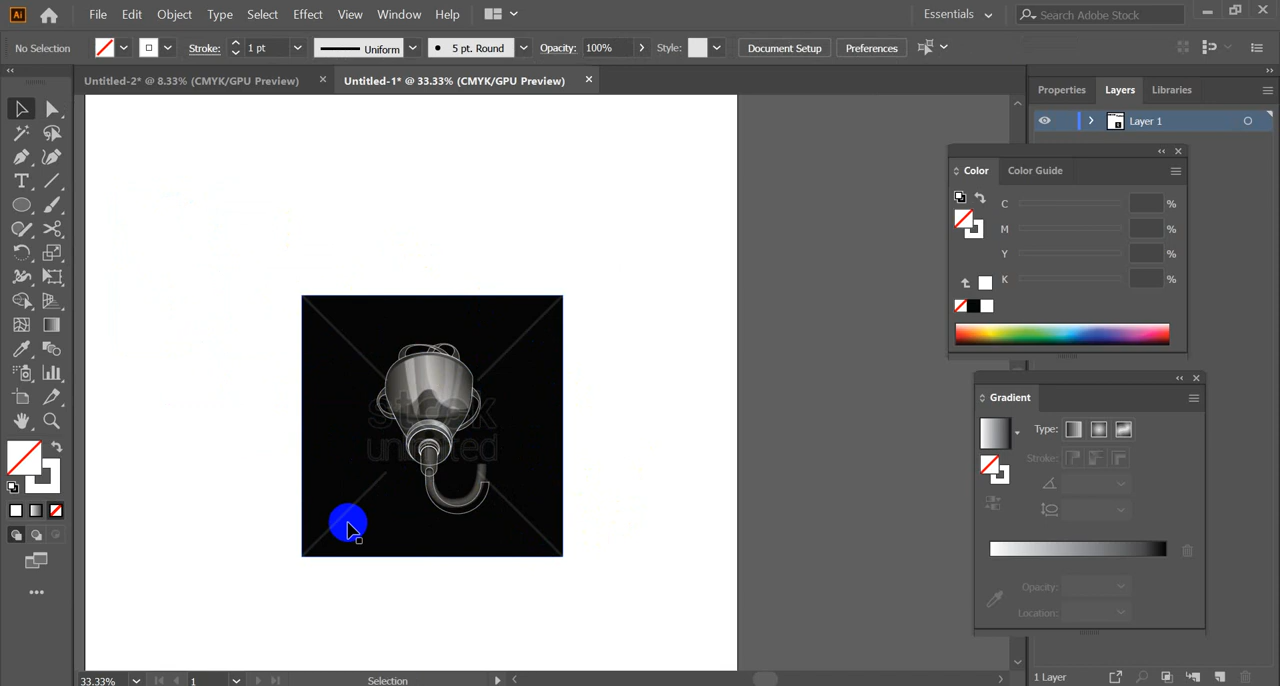 Ai File Edit Object Type Select Effect View Window Help Essentials Search Adobe Stock
No Selection Stroke: 1 pt Uniform 5 pt. Round Opacity: 100% Style: Document Setup Preferences
Untitled-2* @ 8.33% (CMYK/GPU Preview) Untitled-1* @ 33.33% (CMYK/GPU Preview)
Properties Layers Libraries
Layer 1
Color Color Guide
C %
M %
Y %
K %
Gradient
Type:
Stroke:
Opacity:
Location:
stock
unlimited
33.33% 1 Selection 1 Layer